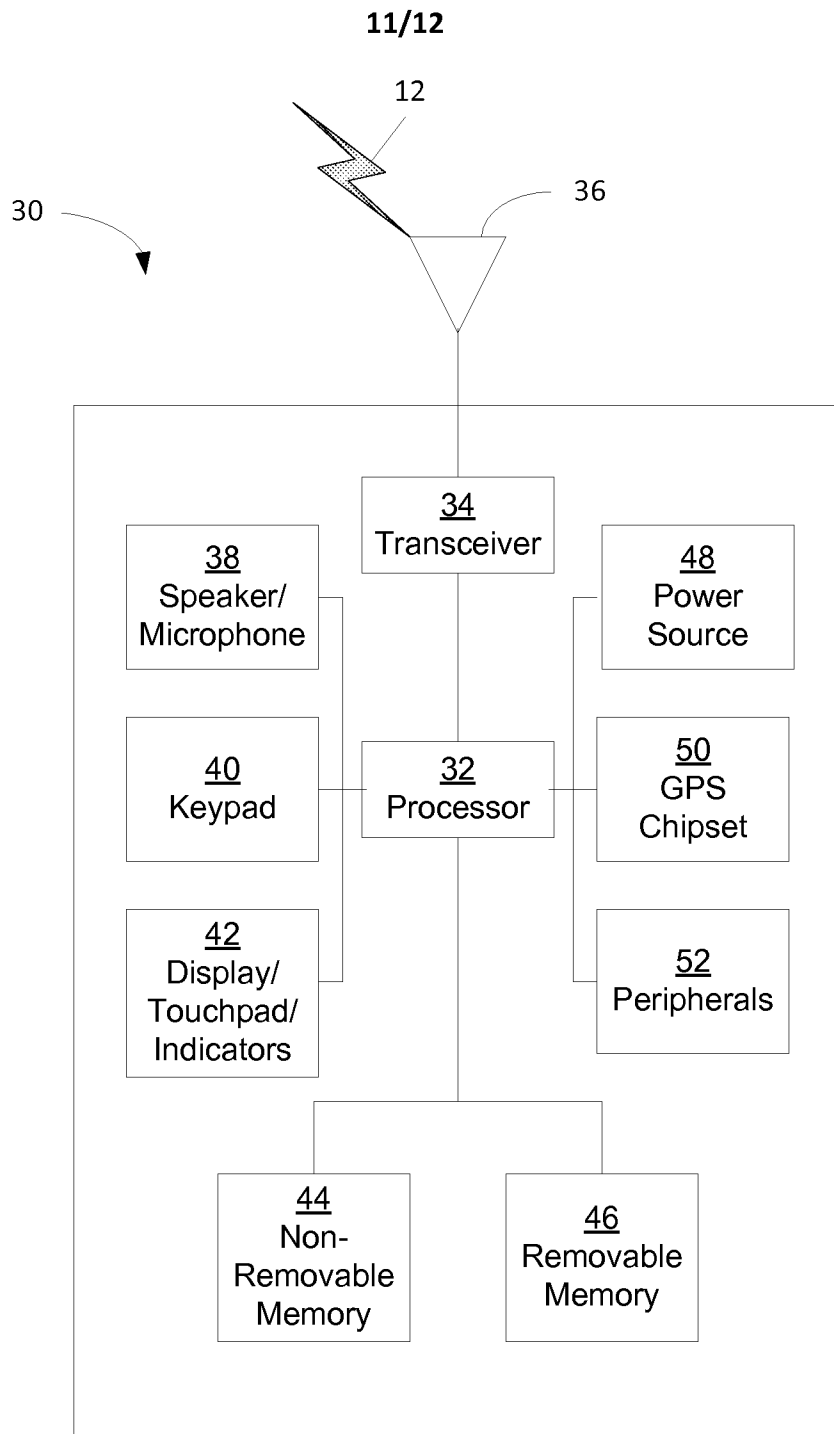 11/12
12
36
30
34
Transceiver
38
Speaker/
Microphone
48
Power
Source
40
Keypad
32
Processor
50
GPS
Chipset
42
Display/
Touchpad/
Indicators
52
Peripherals
44
Non-
Removable
Memory
46
Removable
Memory